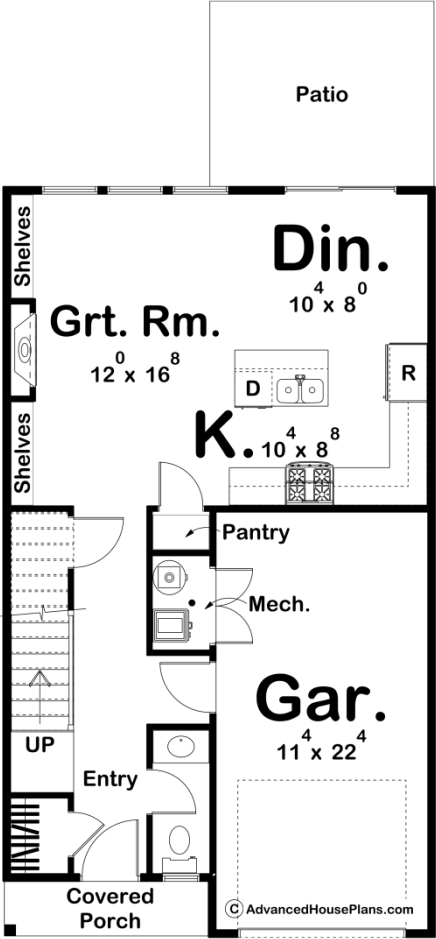 Patio
Shelves
Din.
10⁴ x 8⁰
Grt. Rm.
12⁰ x 16⁸
D
R
Shelves
K.
10⁴ x 8⁸
Pantry
Mech.
Gar.
11⁴ x 22⁴
UP
Entry
Covered
Porch
© AdvancedHousePlans.com